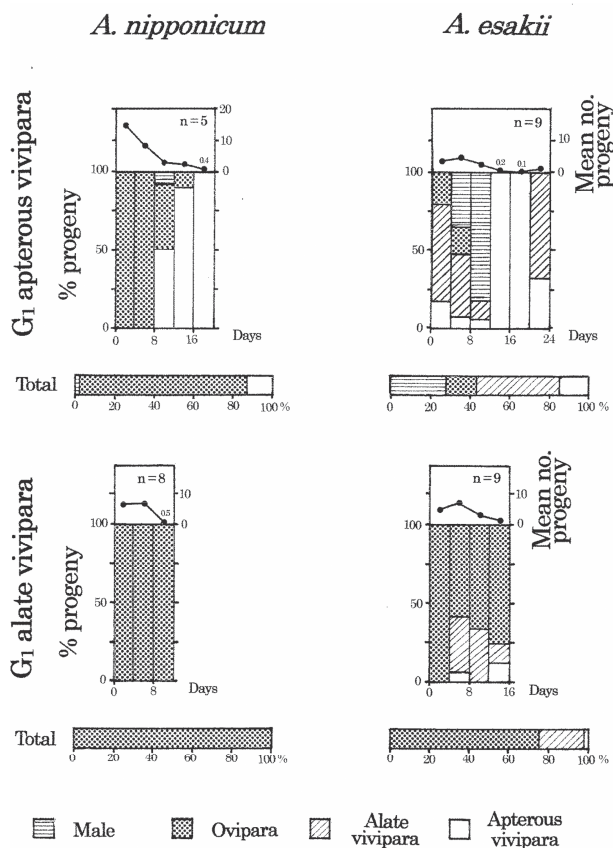 A. nipponicum
A. esakii
G1 apterous vivipara
% progeny
n=5
20
10
0
0.4
100
50
0
0
8
16
Days
n=9
10
0
0.2
0.1
Mean no.
progeny
100
50
0
0
8
16
24
Days
Total
0
20
40
60
80
100 %
0
20
40
60
80
100 %
G1 alate vivipara
% progeny
n=8
10
0
0.5
100
50
0
0
8
Days
n=9
10
0
Mean no.
progeny
100
50
0
0
8
16
Days
Total
0
20
40
60
80
100 %
0
20
40
60
80
100 %
Male
Ovipara
Alate
vivipara
Apterous
vivipara